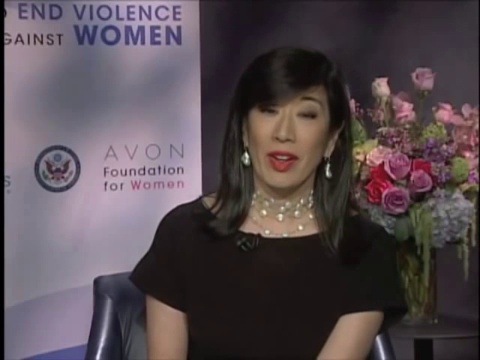 END VIOLENCE
AGAINST WOMEN
AVON
Foundation
for Women
S